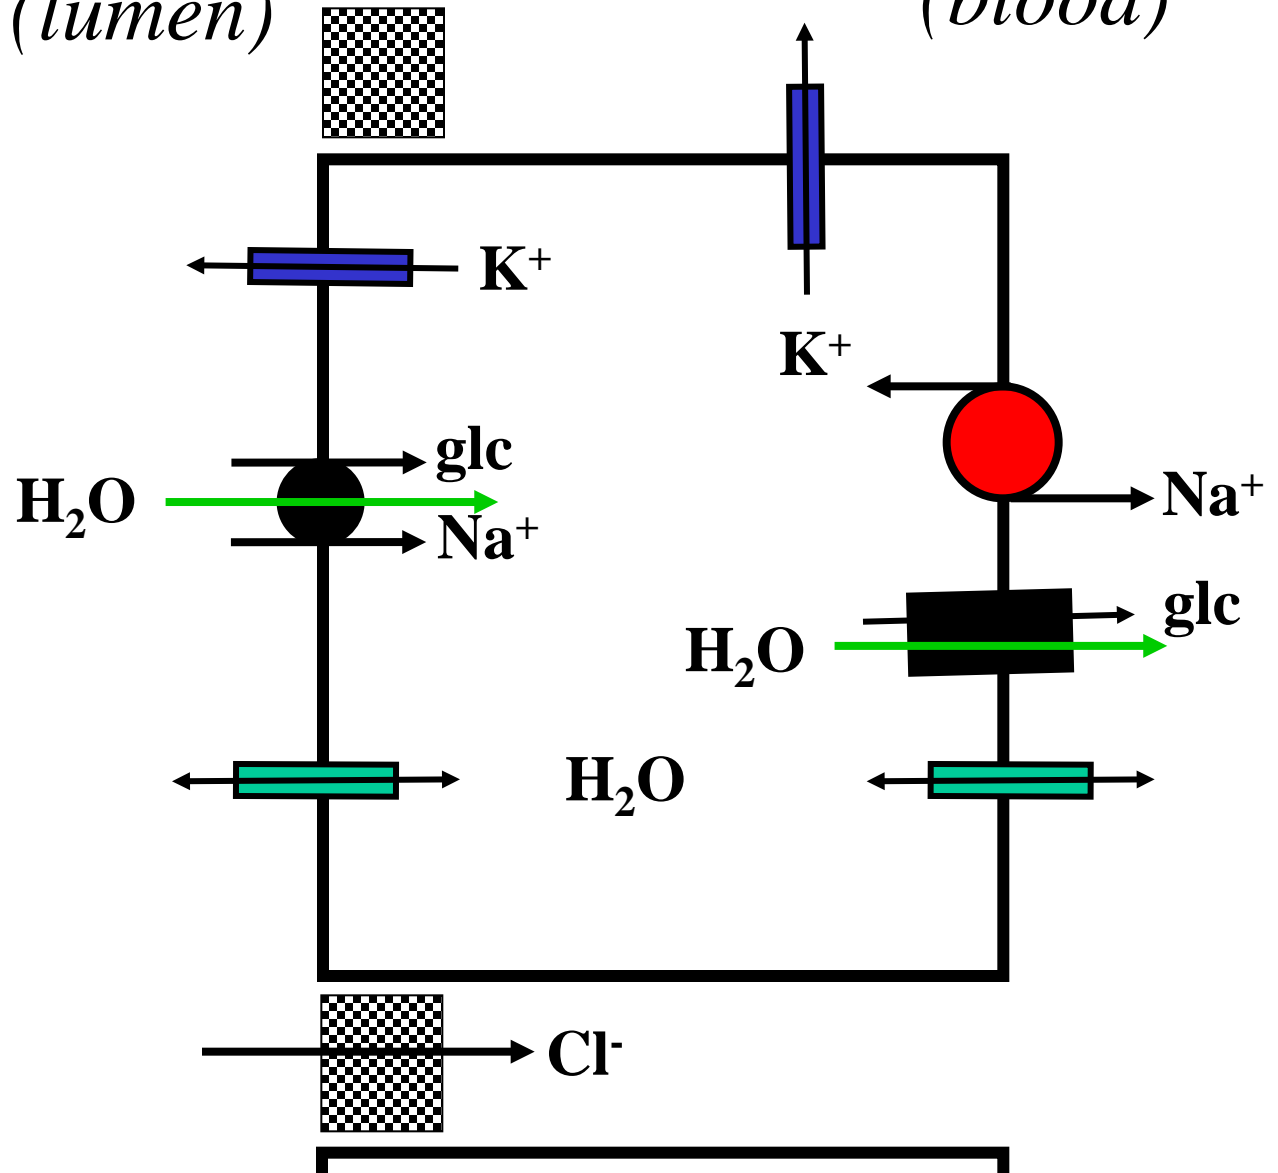 (lumen)
(blood)
K⁺
K⁺
glc
H₂O
Na⁺
Na⁺
glc
H₂O
H₂O
Cl⁻